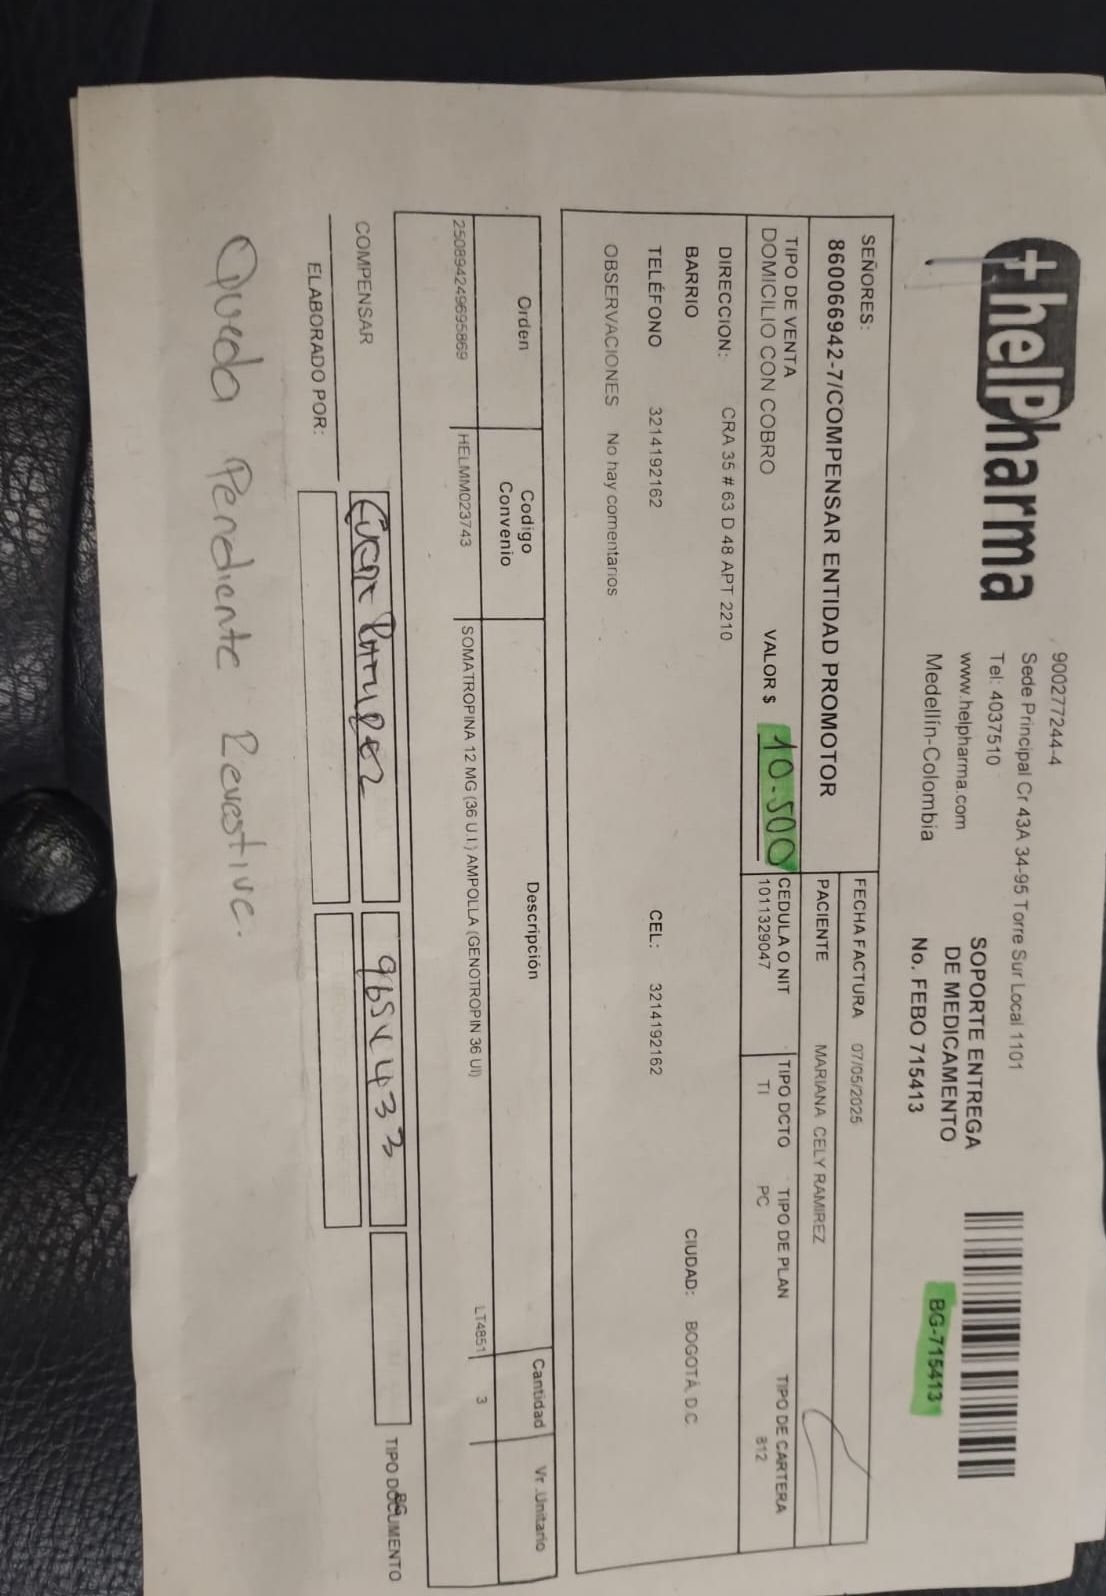 + helPharma
900277244-4
Sede Principal Cr 43A 34-95 Torre Sur Local 1101
Tel: 4037510
www.helpharma.com
Medellín-Colombia
SOPORTE ENTREGA
DE MEDICAMENTO
No. FEBO 715413
BG-715413
SEÑORES:
860066942-7/COMPENSAR ENTIDAD PROMOTOR
FECHA FACTURA 07/05/2025
PACIENTE MARIANA CELY RAMIREZ
TIPO DE VENTA
DOMICILIO CON COBRO
VALOR $ 10-500
CEDULA O NIT
1011329047
TIPO DCTO
TI
TIPO DE PLAN
PC
TIPO DE CARTERA
812
DIRECCION: CRA 35 # 63 D 48 APT 2210
BARRIO
CIUDAD: BOGOTÁ D.C.
TELÉFONO 3214192162
CEL: 3214192162
OBSERVACIONES No hay comentarios
Orden Codigo Convenio Descripción Cantidad Vr .Unitario
250894249695869 HELMM023743 SOMATROPINA 12 MG (36 U.I.) AMPOLLA (GENOTROPIN 36 UI) LT4851 3
COMPENSAR
TIPO DOCUMENTO
BG
ELABORADO POR:
Queda Pendiente Revestive.